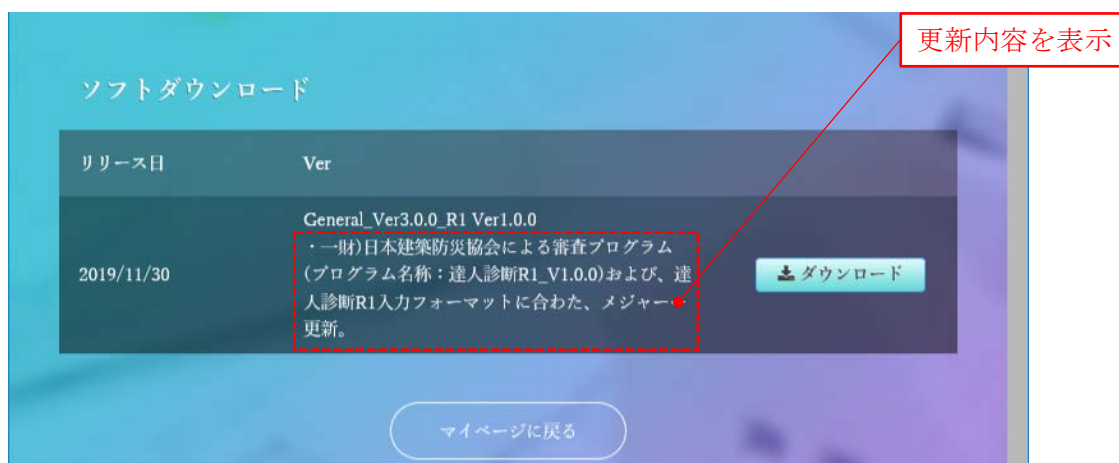 更新内容を表示
ソフトダウンロード
リリース日 Ver
General_Ver3.0.0_R1 Ver1.0.0
・一財)日本建築防災協会による審査プログラム
2019/11/30 (プログラム名称：達人診断R1_V1.0.0)および、達 ダウンロード
人診断R1入力フォーマットに合わた、メジャー
更新。
マイページに戻る